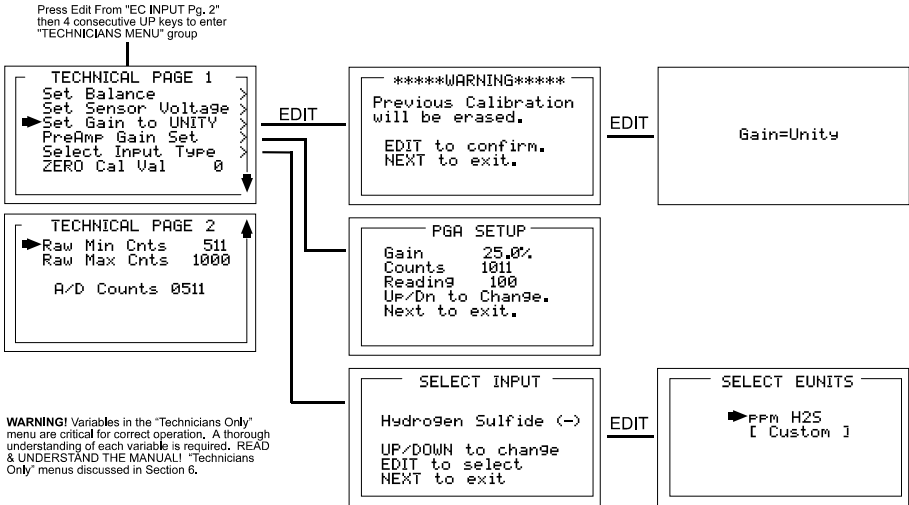 Press Edit From "EC INPUT Pg. 2"
then 4 consecutive UP keys to enter
"TECHNICIANS MENU" group
TECHNICAL PAGE 1
Set Balance >
Set Sensor Voltage >
Set Gain to UNITY >
PreAmp Gain Set >
Select Input Type >
ZERO Cal Val 0
EDIT
*****WARNING*****
Previous Calibration
will be erased.
EDIT to confirm.
NEXT to exit.
EDIT
Gain=Unity
TECHNICAL PAGE 2
Raw Min Cnts 511
Raw Max Cnts 1000
A/D Counts 0511
PGA SETUP
Gain 25.0%
Counts 1011
Reading 100
Up/Dn to Change.
Next to exit.
SELECT INPUT
Hydrogen Sulfide (-)
UP/DOWN to change
EDIT to select
NEXT to exit
EDIT
SELECT EUNITS
ppm H2S
[ Custom ]
WARNING! Variables in the "Technicians Only"
menu are critical for correct operation. A thorough
understanding of each variable is required. READ
& UNDERSTAND THE MANUAL! "Technicians
Only" menus discussed in Section 6.